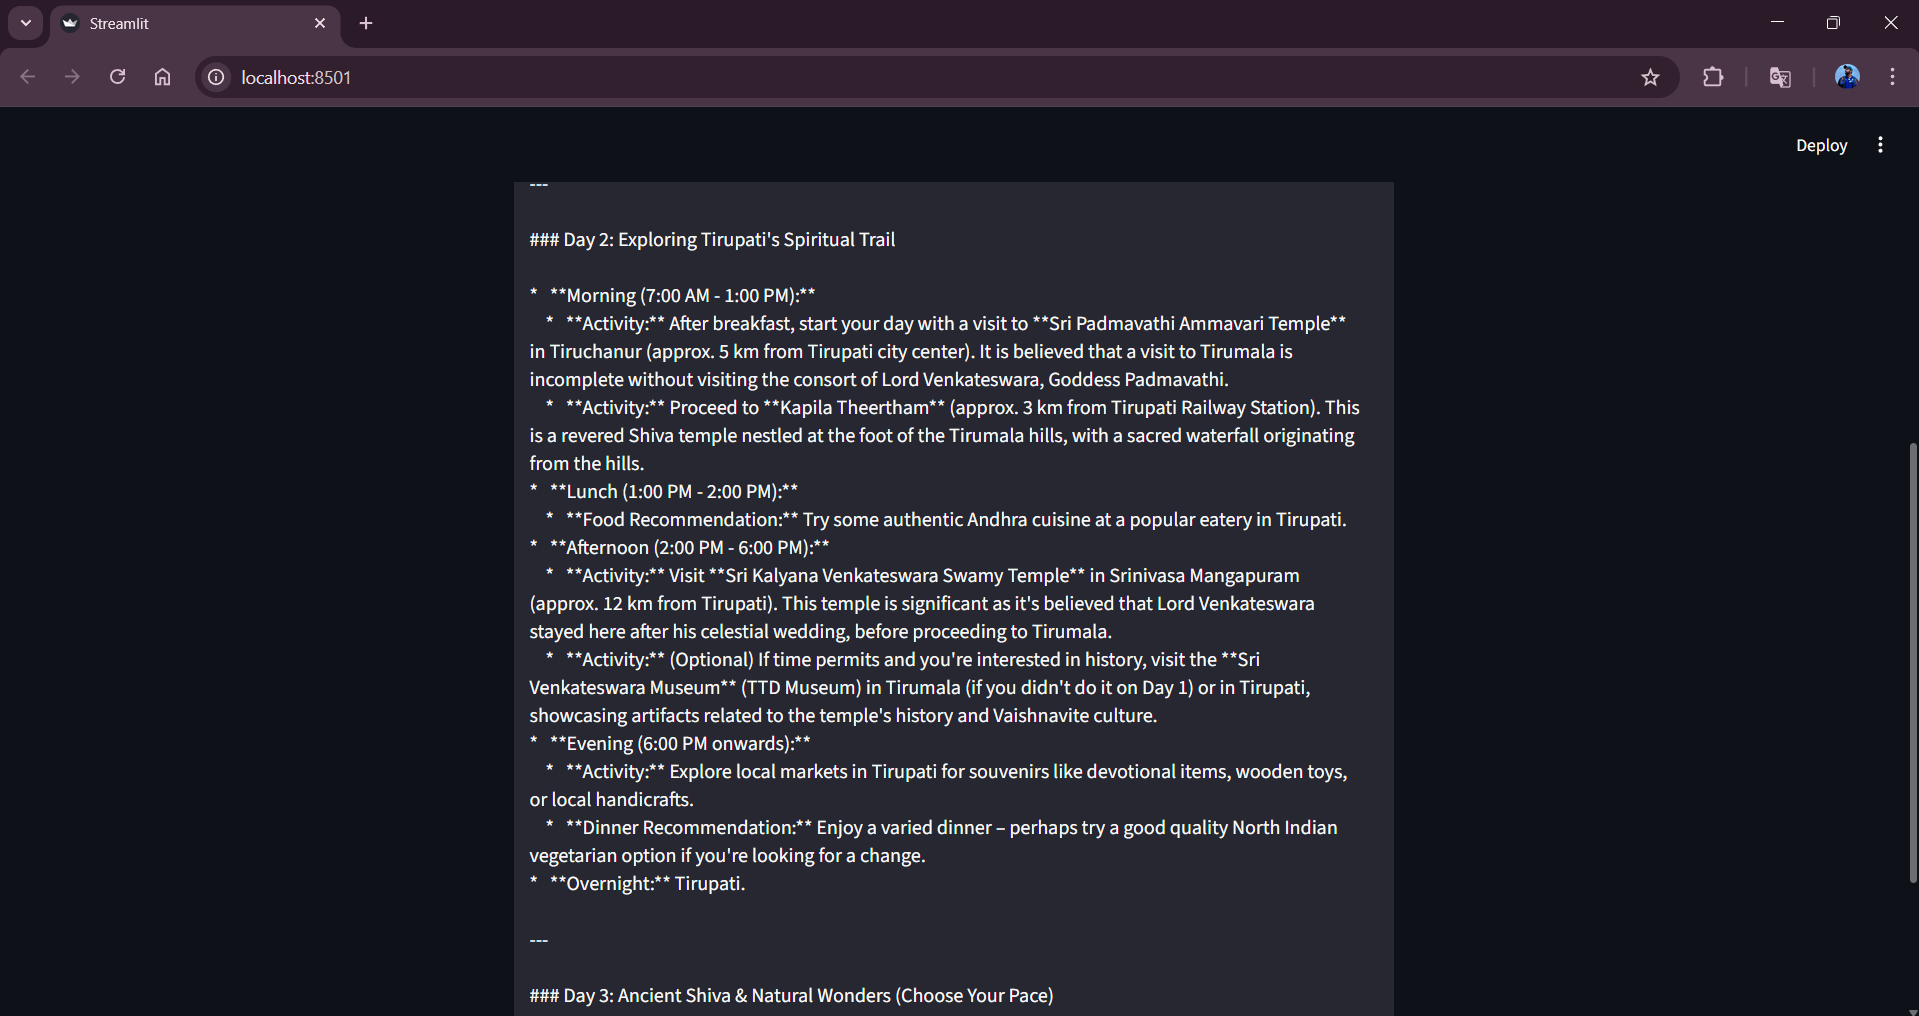 Streamlit
localhost:8501
Deploy
---
### Day 2: Exploring Tirupati's Spiritual Trail
* **Morning (7:00 AM - 1:00 PM):**
* **Activity:** After breakfast, start your day with a visit to **Sri Padmavathi Ammavari Temple**
in Tiruchanur (approx. 5 km from Tirupati city center). It is believed that a visit to Tirumala is
incomplete without visiting the consort of Lord Venkateswara, Goddess Padmavathi.
* **Activity:** Proceed to **Kapila Theertham** (approx. 3 km from Tirupati Railway Station). This
is a revered Shiva temple nestled at the foot of the Tirumala hills, with a sacred waterfall originating
from the hills.
* **Lunch (1:00 PM - 2:00 PM):**
* **Food Recommendation:** Try some authentic Andhra cuisine at a popular eatery in Tirupati.
* **Afternoon (2:00 PM - 6:00 PM):**
* **Activity:** Visit **Sri Kalyana Venkateswara Swamy Temple** in Srinivasa Mangapuram
(approx. 12 km from Tirupati). This temple is significant as it's believed that Lord Venkateswara
stayed here after his celestial wedding, before proceeding to Tirumala.
* **Activity:** (Optional) If time permits and you're interested in history, visit the **Sri
Venkateswara Museum** (TTD Museum) in Tirumala (if you didn't do it on Day 1) or in Tirupati,
showcasing artifacts related to the temple's history and Vaishnavite culture.
* **Evening (6:00 PM onwards):**
* **Activity:** Explore local markets in Tirupati for souvenirs like devotional items, wooden toys,
or local handicrafts.
* **Dinner Recommendation:** Enjoy a varied dinner – perhaps try a good quality North Indian
vegetarian option if you're looking for a change.
* **Overnight:** Tirupati.
---
### Day 3: Ancient Shiva & Natural Wonders (Choose Your Pace)